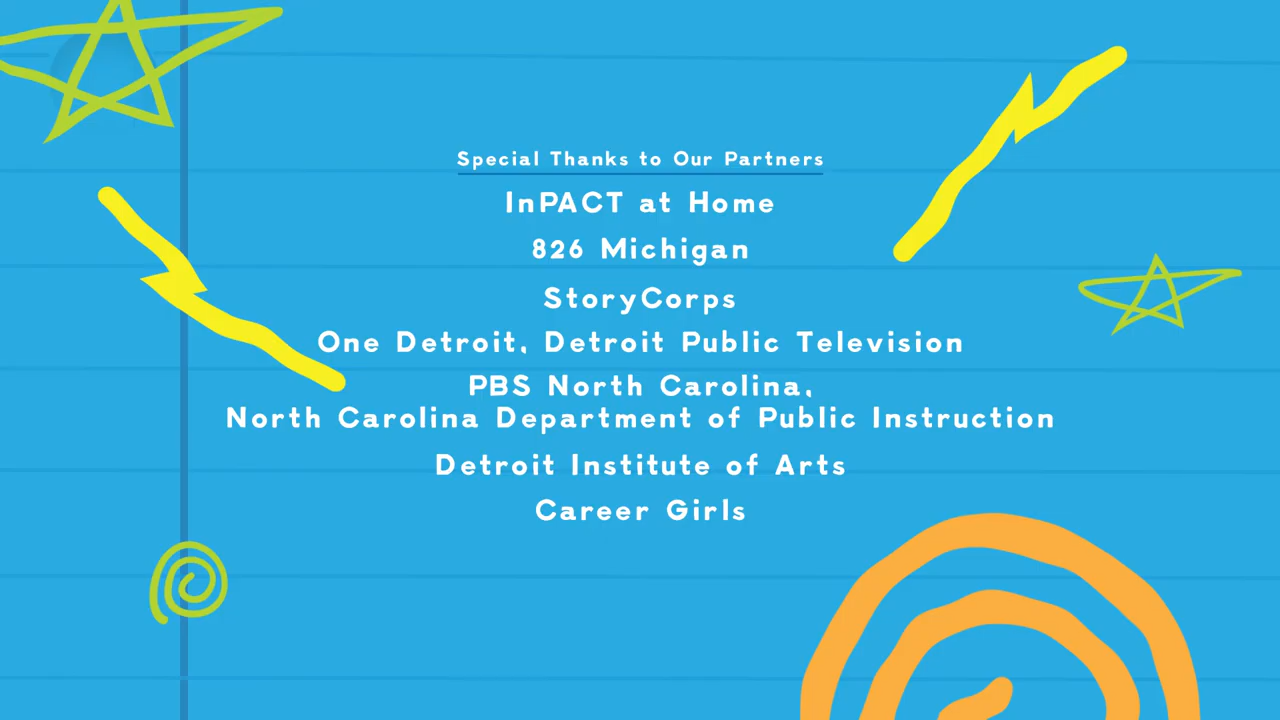 Special Thanks to Our Partners
InPACT at Home
826 Michigan
StoryCorps
One Detroit, Detroit Public Television
PBS North Carolina,
North Carolina Department of Public Instruction
Detroit Institute of Arts
Career Girls